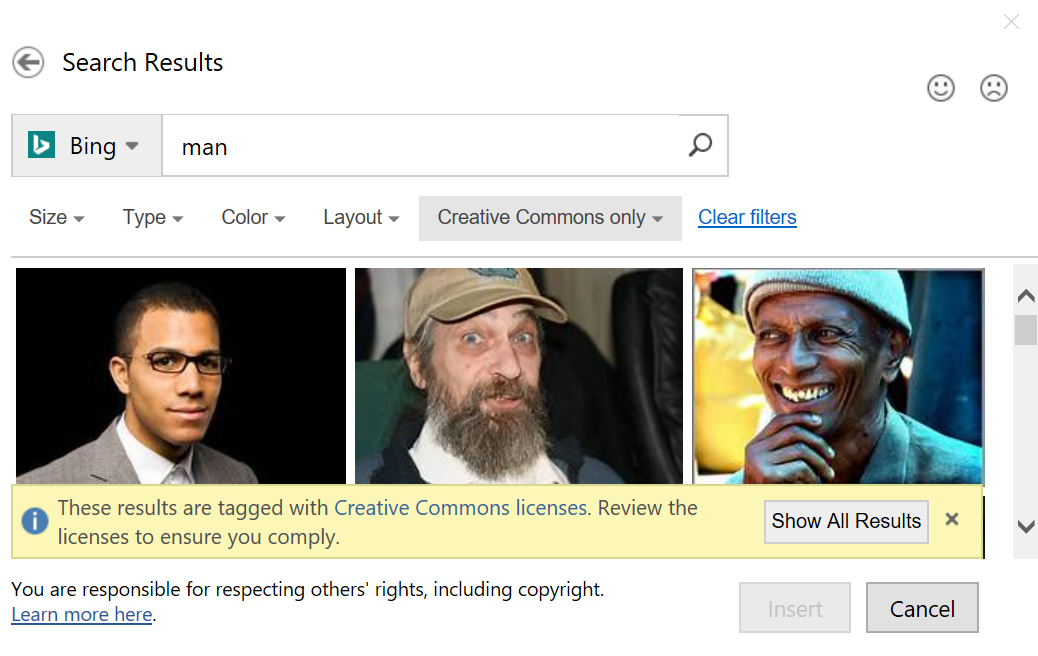 Search Results
Bing
man
Size
Type
Color
Layout
Creative Commons only
Clear filters
These results are tagged with Creative Commons licenses. Review the
licenses to ensure you comply.
Show All Results
You are responsible for respecting others' rights, including copyright.
Learn more here.
Insert
Cancel